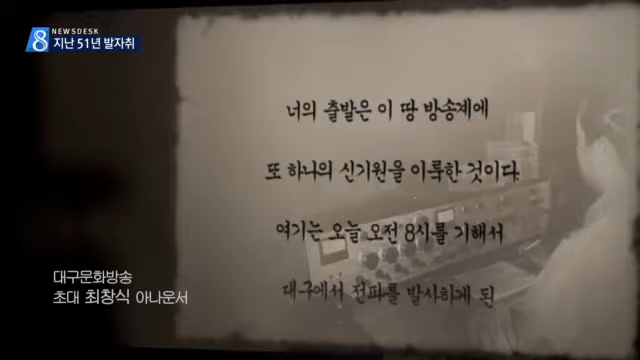 8 NEWSDESK
지난 51년 발자취
너의 출발은 이 땅 방송계에
또 하나의 신기원을 이룩한 것이다.
여기는 오늘 오전 8시를 기해서
대구에서 전파를 발사하게 된
대구문화방송
초대 최창식 아나운서